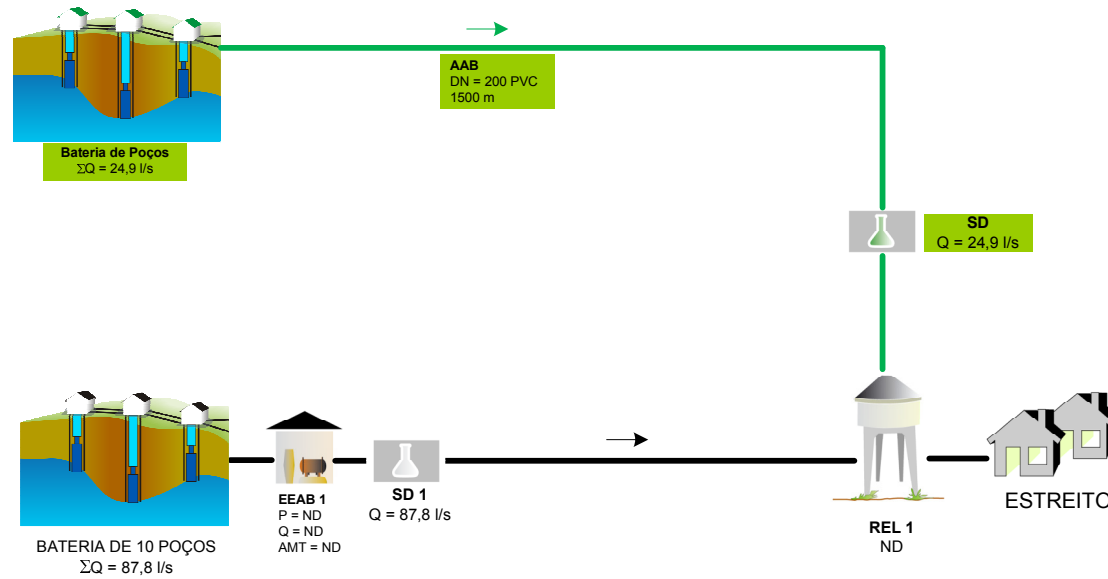 AAB
DN = 200 PVC
1500 m
Bateria de Poços
ΣQ = 24,9 l/s
SD
Q = 24,9 l/s
BATERIA DE 10 POÇOS
ΣQ = 87,8 l/s
EEAB 1
P = ND
Q = ND
AMT = ND
SD 1
Q = 87,8 l/s
REL 1
ND
ESTREITO